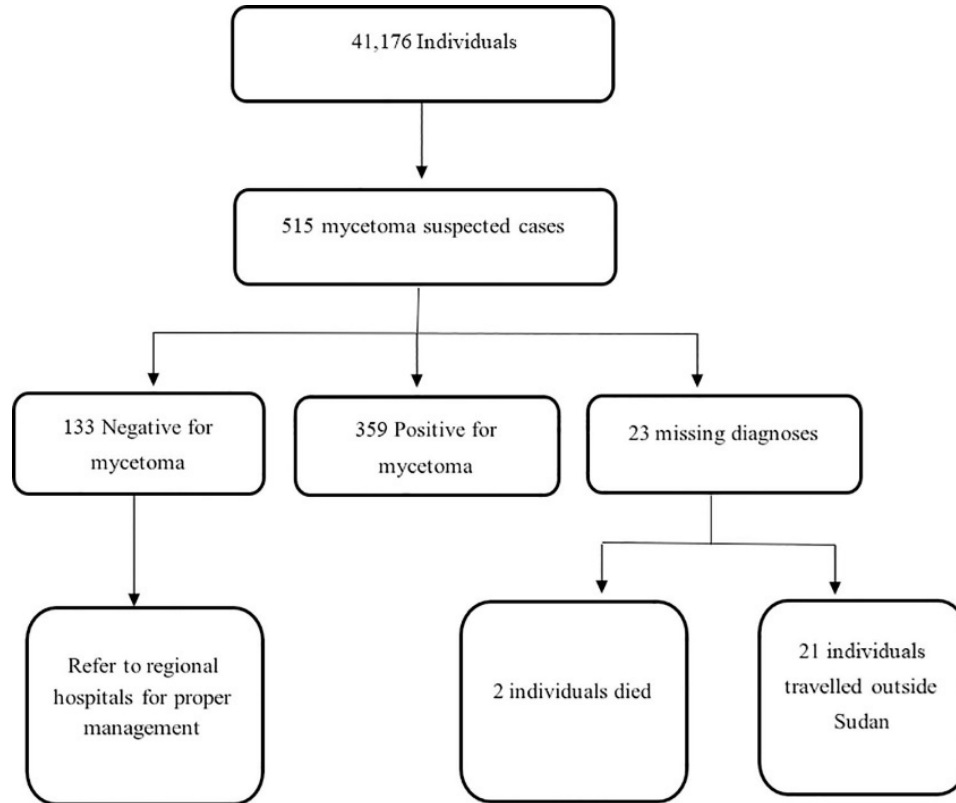 41,176 Individuals
515 mycetoma suspected cases
133 Negative for
mycetoma
359 Positive for
mycetoma
23 missing diagnoses
Refer to regional
hospitals for proper
management
2 individuals died
21 individuals
travelled outside
Sudan